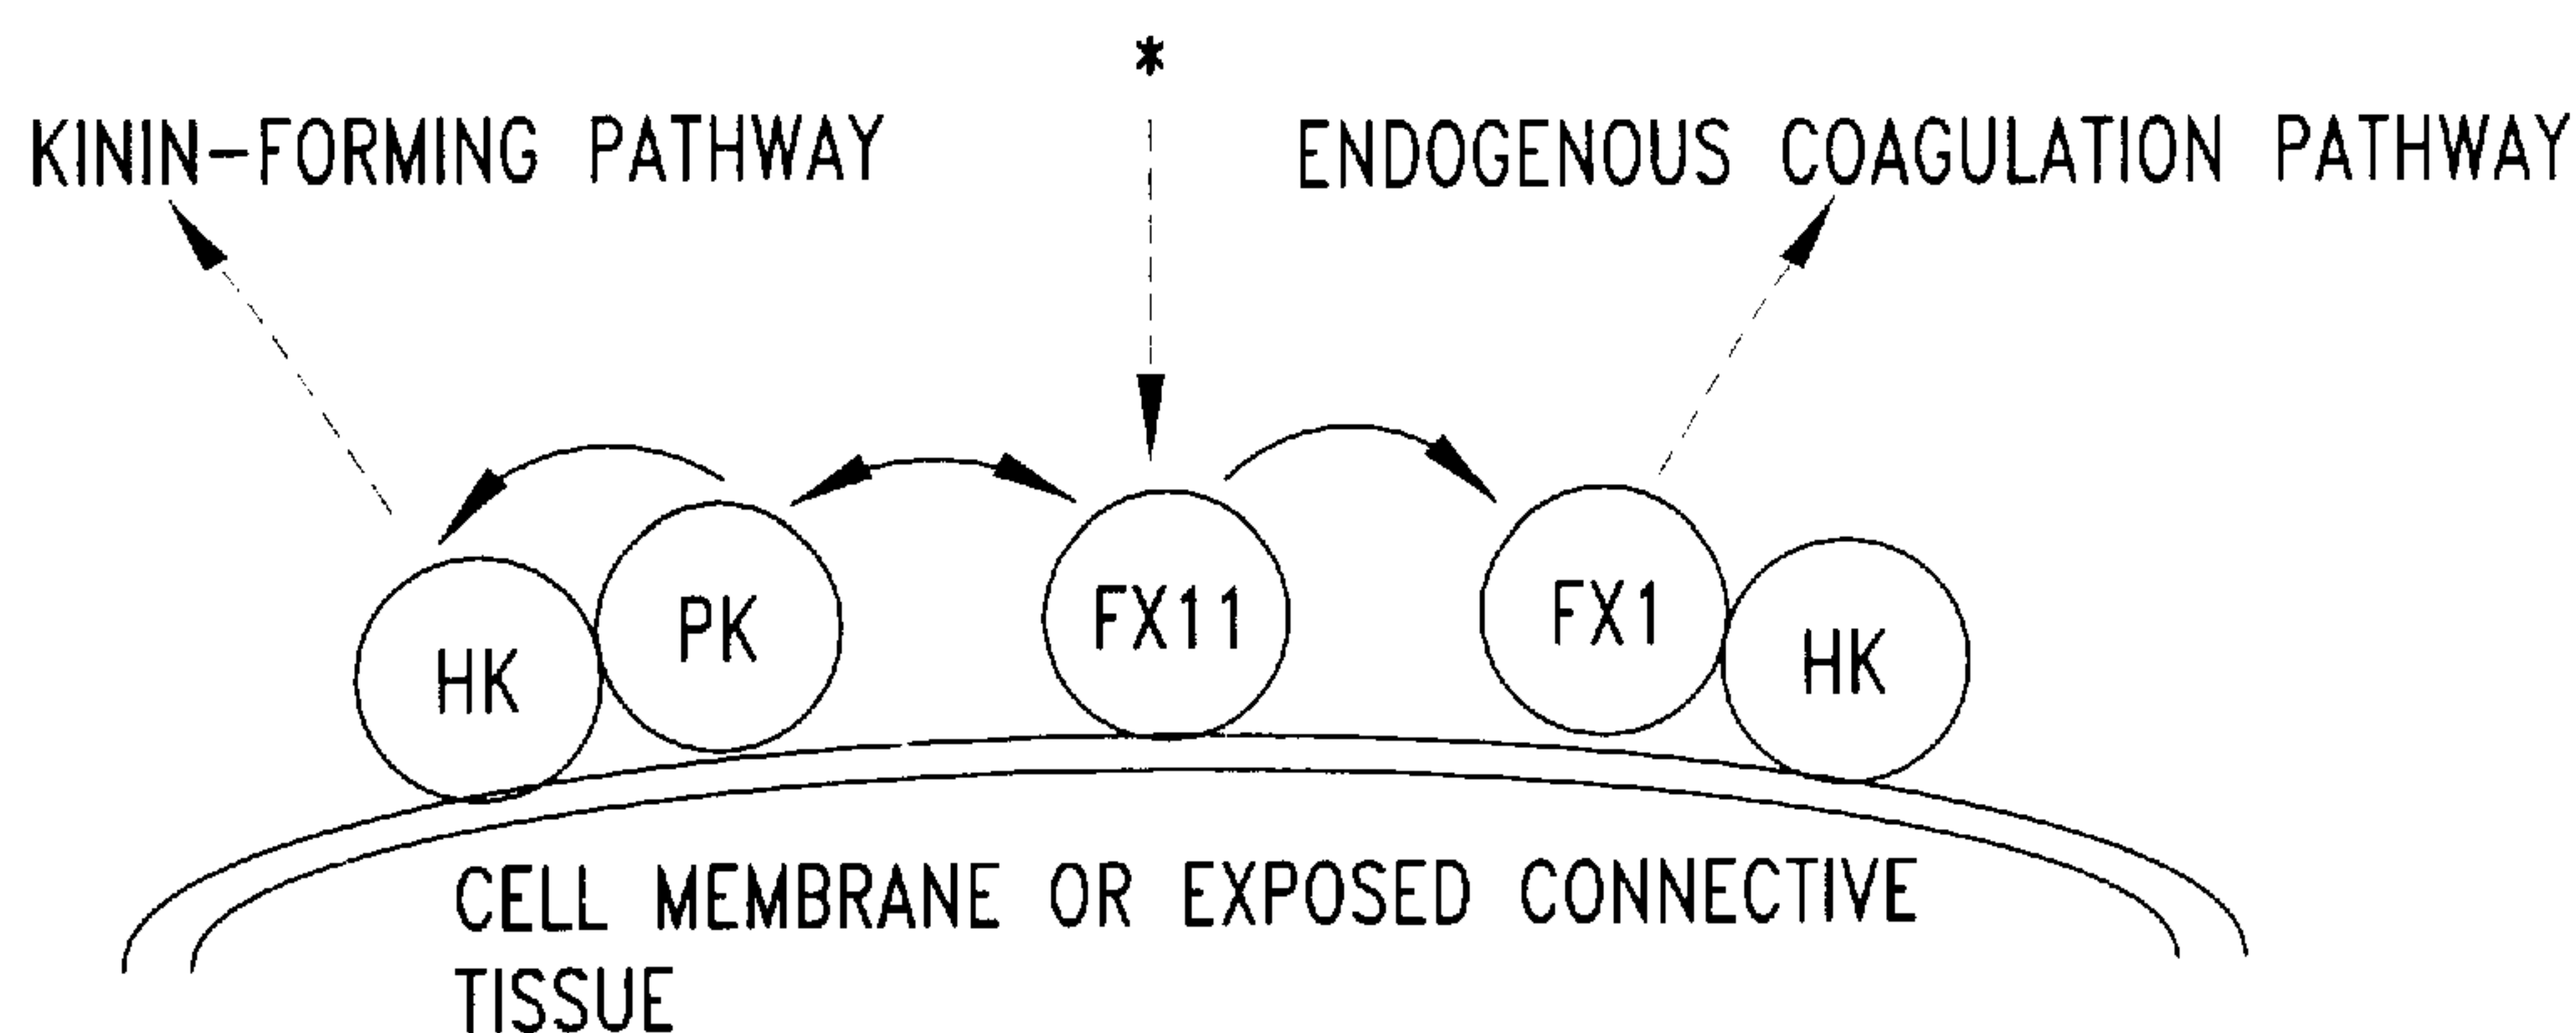 *
KININ-FORMING PATHWAY
ENDOGENOUS COAGULATION PATHWAY
HK
PK
FX11
FX1
HK
CELL MEMBRANE OR EXPOSED CONNECTIVE
TISSUE